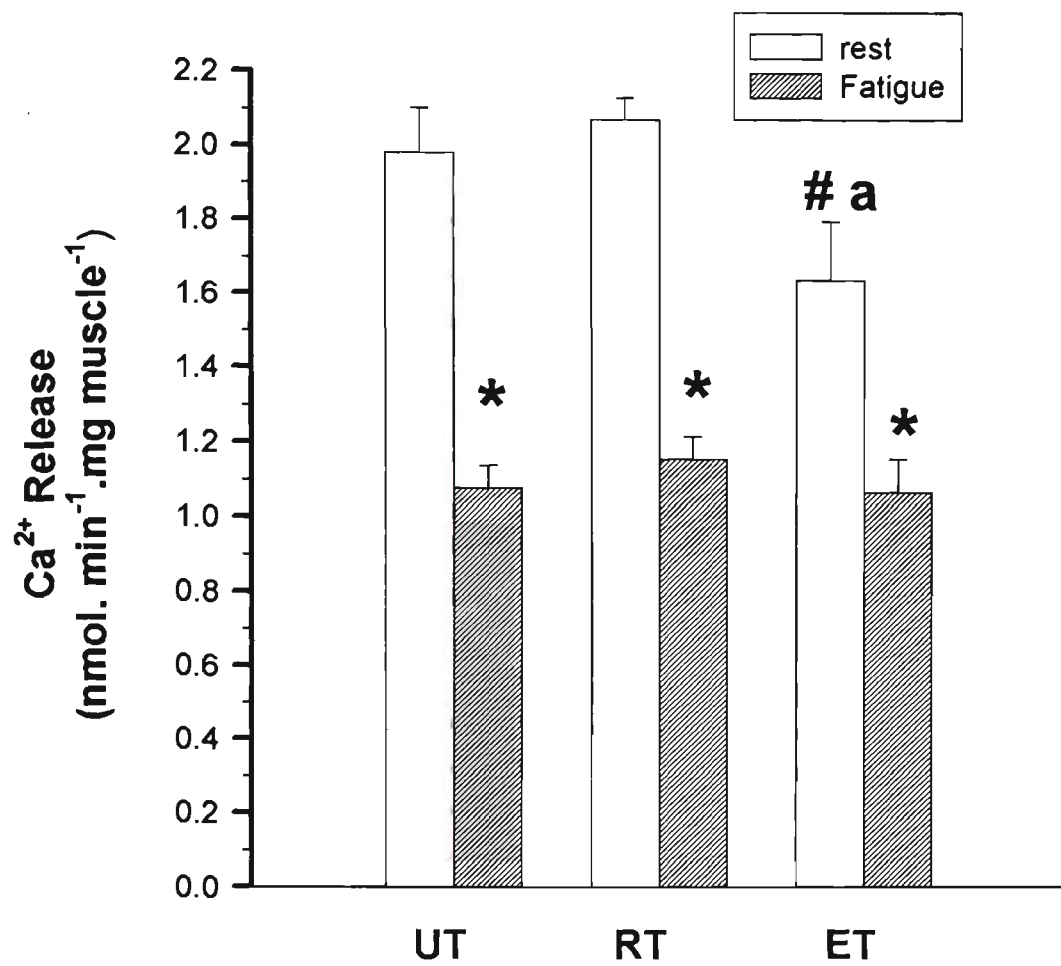 rest
Fatigue
Ca²⁺ Release
(nmol. min⁻¹.mg muscle⁻¹)
2.2
2.0
1.8
1.6
1.4
1.2
1.0
0.8
0.6
0.4
0.2
0.0
# a
*
*
*
UT RT ET